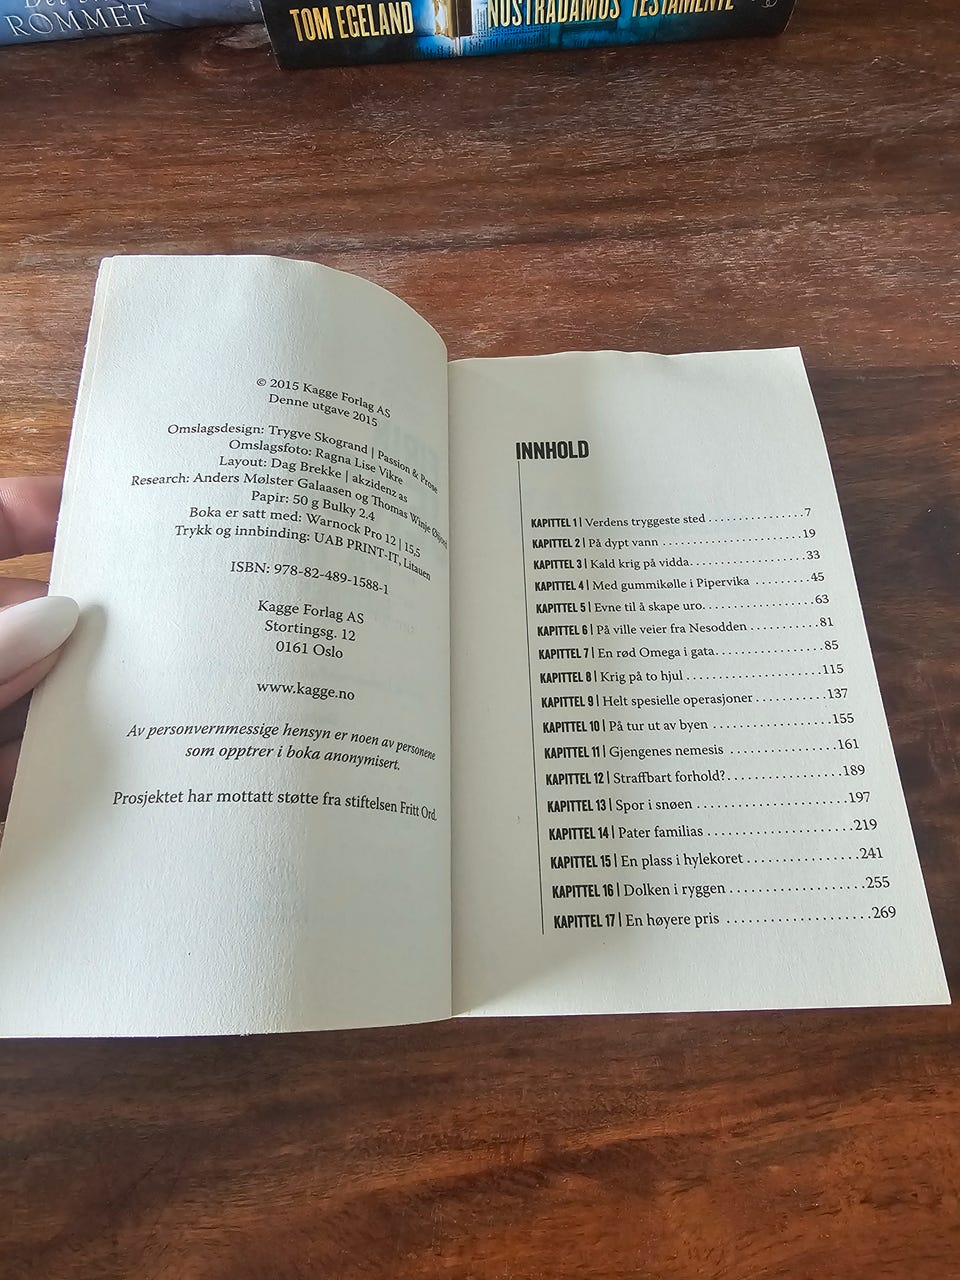 ROMMET
TOM EGELAND
NOSTRADAMUS TESTAMENTE
© 2015 Kagge Forlag AS
Denne utgave 2015
Omslagsdesign: Trygve Skogrand | Passion & Prose
Omslagsfoto: Ragna Lise Vikre
Layout: Dag Brekke | akzidenz as
Research: Anders Mølster Galaasen og Thomas Winje
Papir: 50 g Bulky 2.4
Boka er satt med: Warnock Pro 12 | 15,5
Trykk og innbinding: UAB PRINT-IT, Litauen
ISBN: 978-82-489-1588-1
Kagge Forlag AS
Stortingsg. 12
0161 Oslo
www.kagge.no
Av personvernmessige hensyn er noen av personene
som opptrer i boka anonymisert.
Prosjektet har mottatt støtte fra stiftelsen Fritt Ord.
INNHOLD
KAPITTEL 1 | Verdens tryggeste sted . . . . . . . . . . . . . . 7
KAPITTEL 2 | På dypt vann . . . . . . . . . . . . . . . . . . . . 19
KAPITTEL 3 | Kald krig på vidda. . . . . . . . . . . . . . . . . 33
KAPITTEL 4 | Med gummikølle i Pipervika . . . . . . . . 45
KAPITTEL 5 | Evne til å skape uro. . . . . . . . . . . . . . . 63
KAPITTEL 6 | På ville veier fra Nesodden . . . . . . . . . 81
KAPITTEL 7 | En rød Omega i gata. . . . . . . . . . . . . . 85
KAPITTEL 8 | Krig på to hjul . . . . . . . . . . . . . . . . . 115
KAPITTEL 9 | Helt spesielle operasjoner . . . . . . . . . 137
KAPITTEL 10 | På tur ut av byen . . . . . . . . . . . . . . . 155
KAPITTEL 11 | Gjengenes nemesis . . . . . . . . . . . . . 161
KAPITTEL 12 | Straffbart forhold? . . . . . . . . . . . . . . 189
KAPITTEL 13 | Spor i snøen . . . . . . . . . . . . . . . . . . 197
KAPITTEL 14 | Pater familias . . . . . . . . . . . . . . . . . 219
KAPITTEL 15 | En plass i hylekoret . . . . . . . . . . . . . 241
KAPITTEL 16 | Dolken i ryggen . . . . . . . . . . . . . . . . 255
KAPITTEL 17 | En høyere pris . . . . . . . . . . . . . . . . . 269